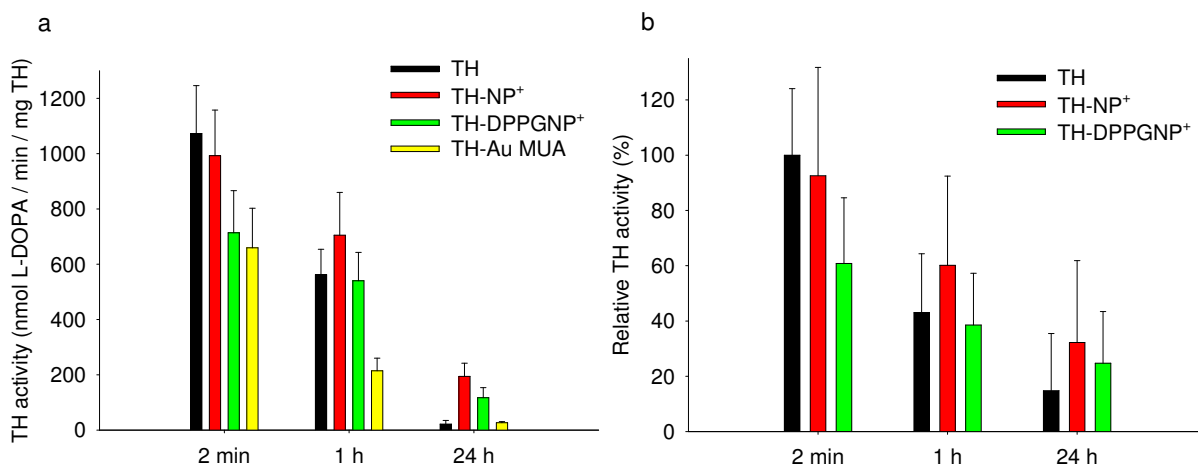 a
TH activity (nmol L-DOPA / min / mg TH)
1200
1000
800
600
400
200
0
TH
TH-NP⁺
TH-DPPGNP⁺
TH-Au MUA
2 min
1 h
24 h
b
Relative TH activity (%)
120
100
80
60
40
20
0
TH
TH-NP⁺
TH-DPPGNP⁺
2 min
1 h
24 h